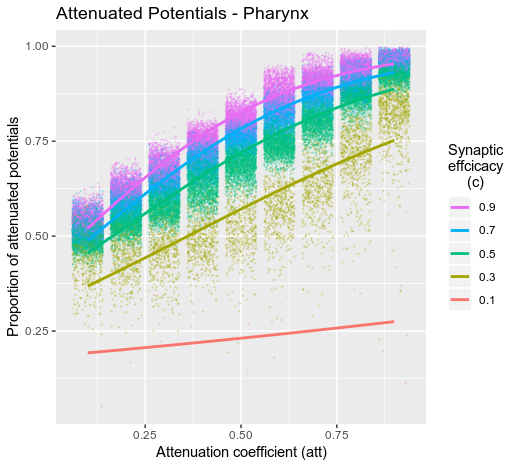 Attenuated Potentials - Pharynx
Proportion of attenuated potentials
1.00
0.75
0.50
0.25
0.25
0.50
0.75
Attenuation coefficient (att)
Synaptic
effcicacy
(c)
0.9
0.7
0.5
0.3
0.1